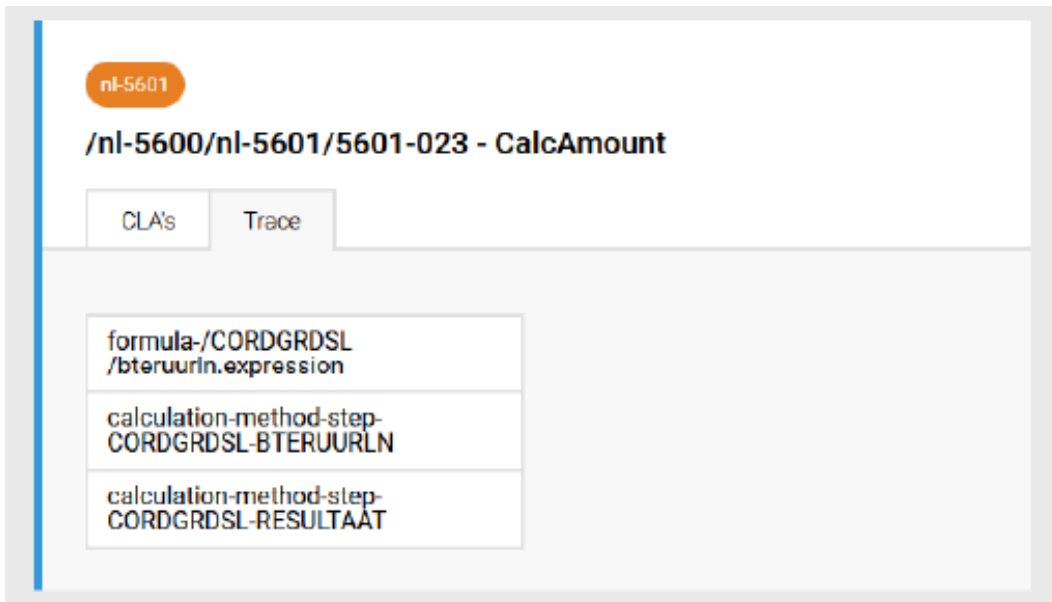 nl-5601
/nl-5600/nl-5601/5601-023 - CalcAmount
CLA's
Trace
formula-/CORDGRDSL
/bteruurln.expression
calculation-method-step-
CORDGRDSL-BTERUURLN
calculation-method-step-
CORDGRDSL-RESULTAAT